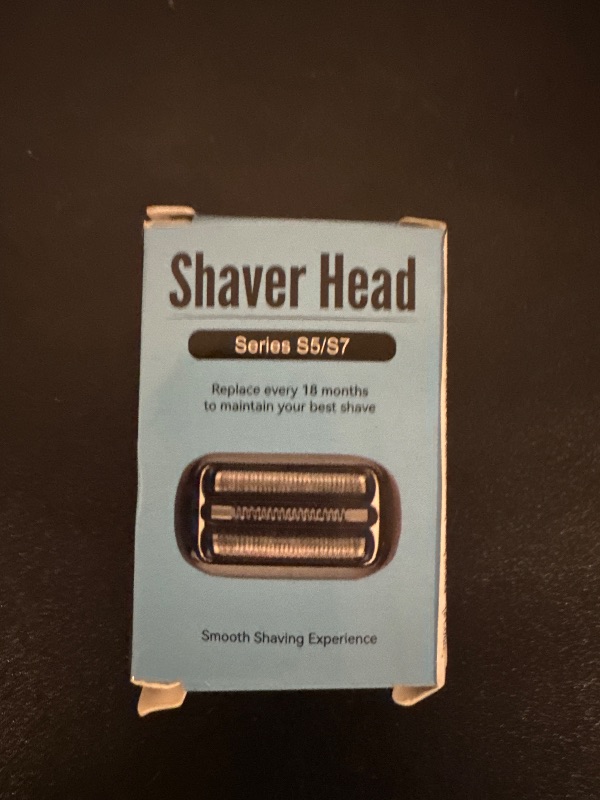 Shaver Head
Series S5/S7
Replace every 18 months
to maintain your best shave
Smooth Shaving Experience